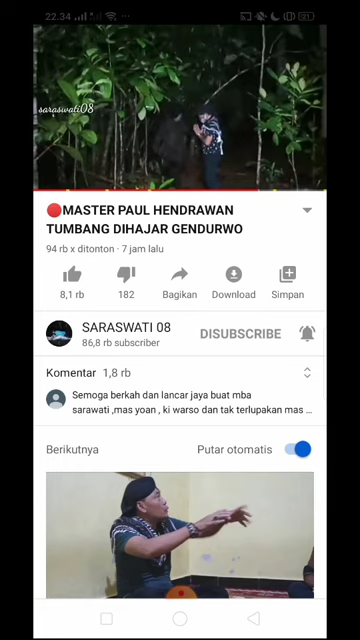 22.34
saraswati08
🔴MASTER PAUL HENDRAWAN
TUMBANG DIHAJAR GENDURWO
94 rb x ditonton · 7 jam lalu
8,1 rb
182
Bagikan
Download
Simpan
SARASWATI 08
86,8 rb subscriber
DISUBSCRIBE
Komentar 1,8 rb
Semoga berkah dan lancar jaya buat mba
sarawati ,mas yoan , ki warso dan tak terlupakan mas ...
Berikutnya
Putar otomatis